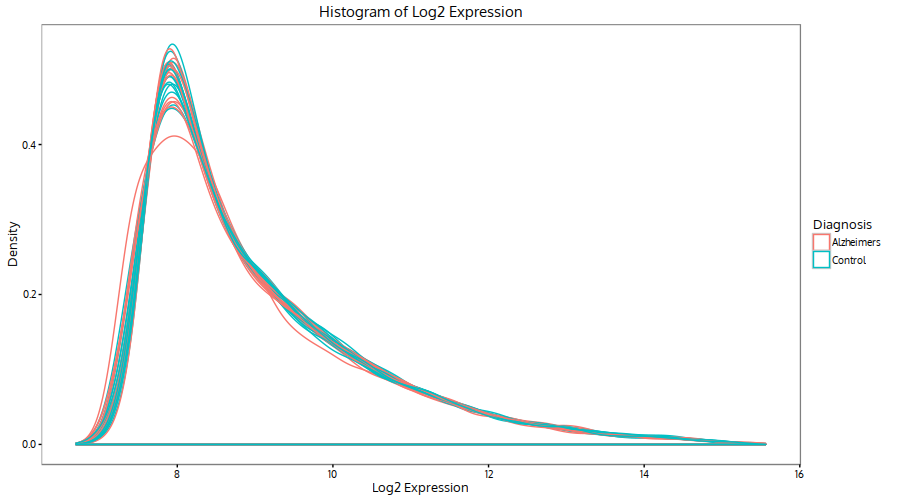 Histogram of Log2 Expression
Density
0.4
0.2
0.0
8
10
12
14
16
Log2 Expression
Diagnosis
Alzheimers
Control